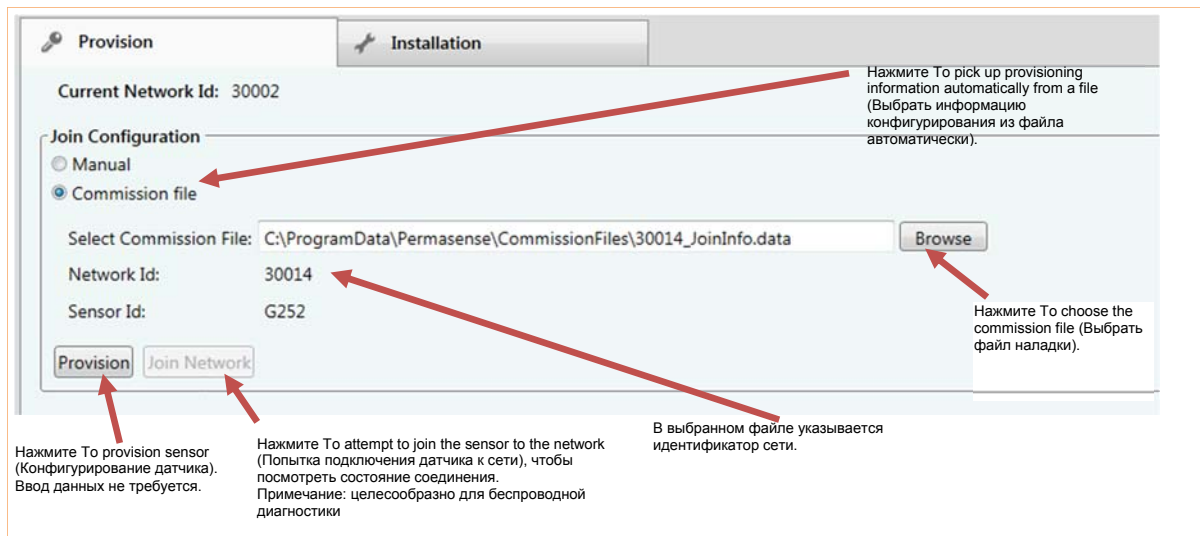 Provision
Installation
Current Network Id: 30002
Нажмите To pick up provisioning
information automatically from a file
(Выбрать информацию
конфигурирования из файла
автоматически).
Join Configuration
Manual
Commission file
Select Commission File: C:\ProgramData\Permasense\CommissionFiles\30014_JoinInfo.data Browse
Network Id: 30014
Sensor Id: G252
Нажмите To choose the
commission file (Выбрать
файл наладки).
Provision Join Network
Нажмите To provision sensor
(Конфигурирование датчика).
Ввод данных не требуется.
Нажмите To attempt to join the sensor to the network
(Попытка подключения датчика к сети), чтобы
посмотреть состояние соединения.
Примечание: целесообразно для беспроводной
диагностики
В выбранном файле указывается
идентификатор сети.